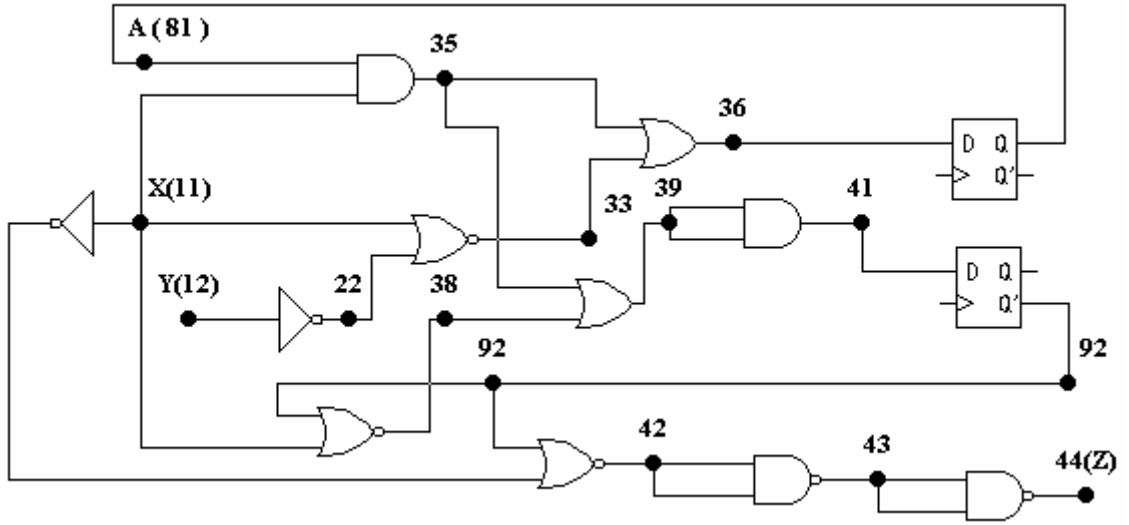 A ( 81 )
35
36
D Q
Q'
X(11)
33
39
41
Y(12)
22
38
D Q
Q'
92
92
42
43
44(Z)